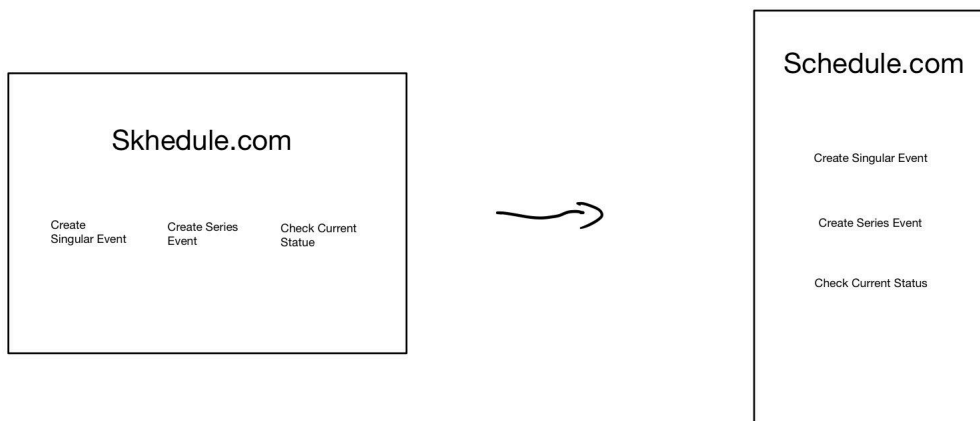 Skhedule.com
Create
Singular Event
Create Series
Event
Check Current
Statue
Schedule.com
Create Singular Event
Create Series Event
Check Current Status